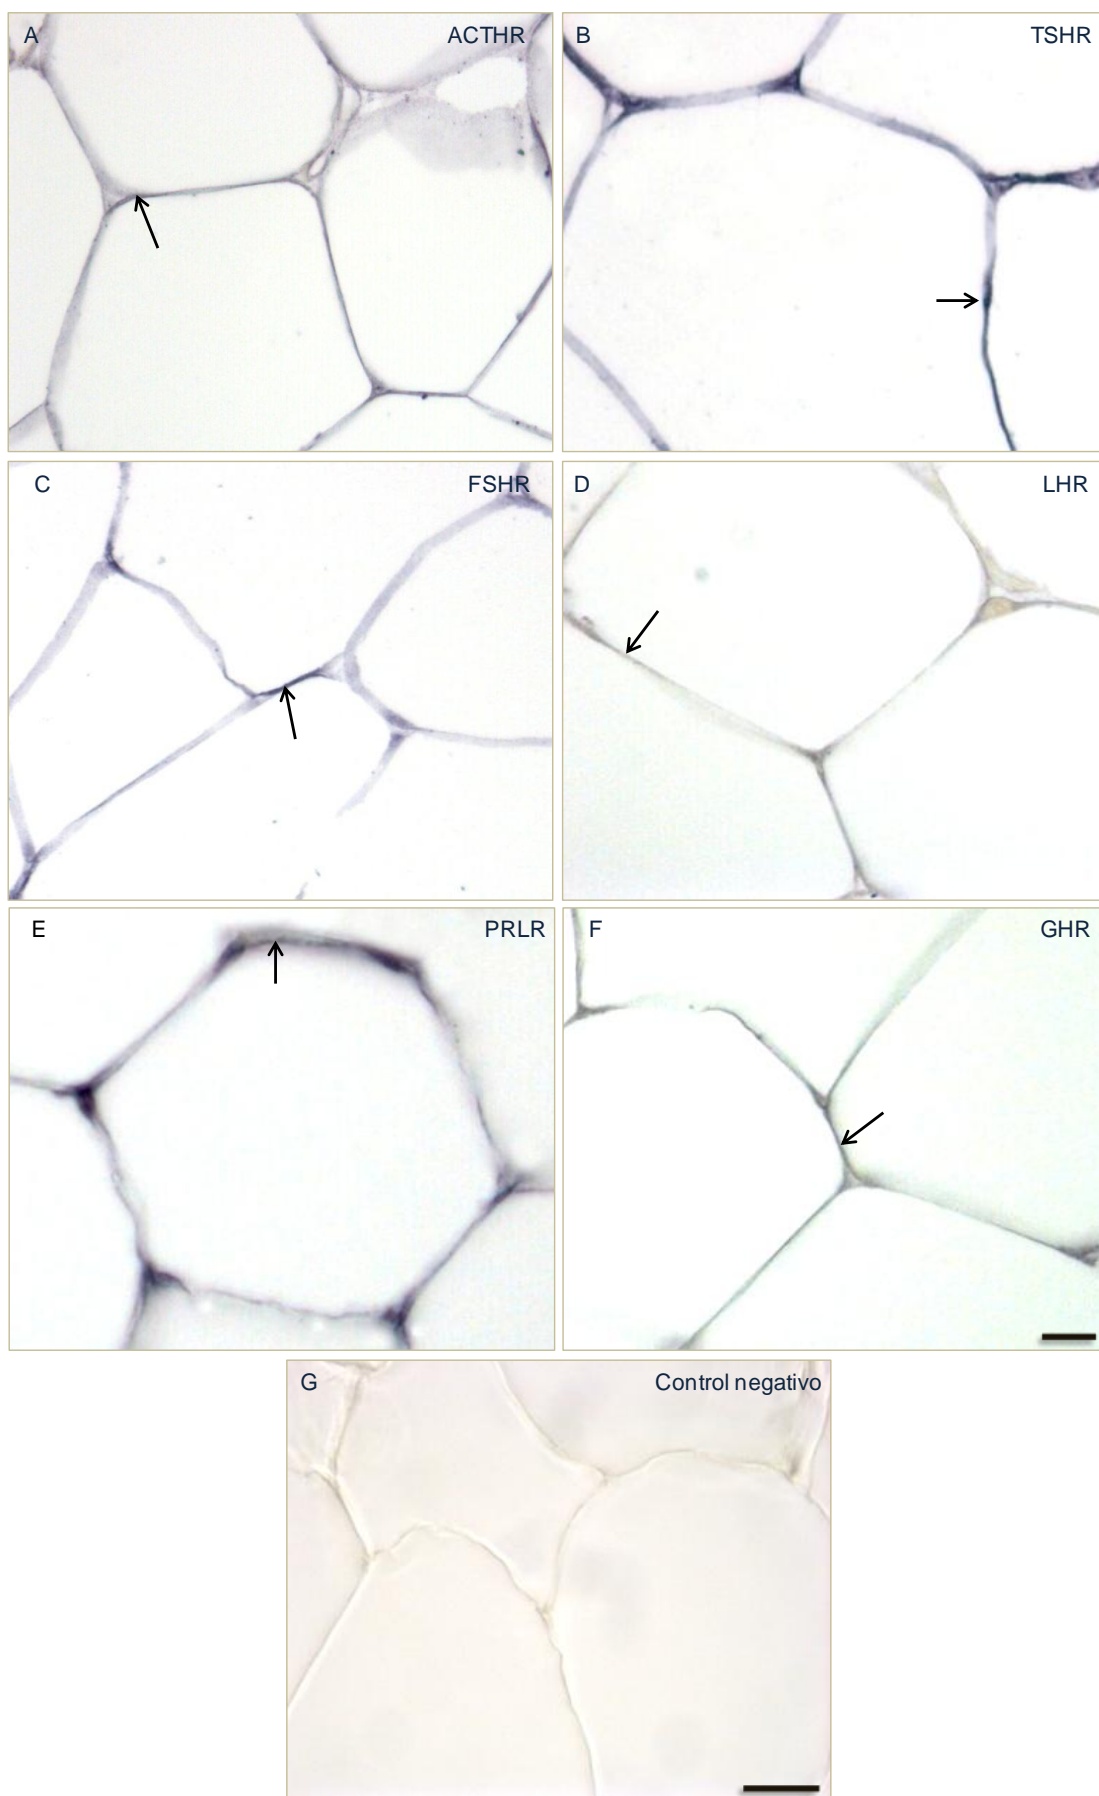 A ACTHR
B TSHR
C FSHR
D LHR
E PRLR
F GHR
G Control negativo